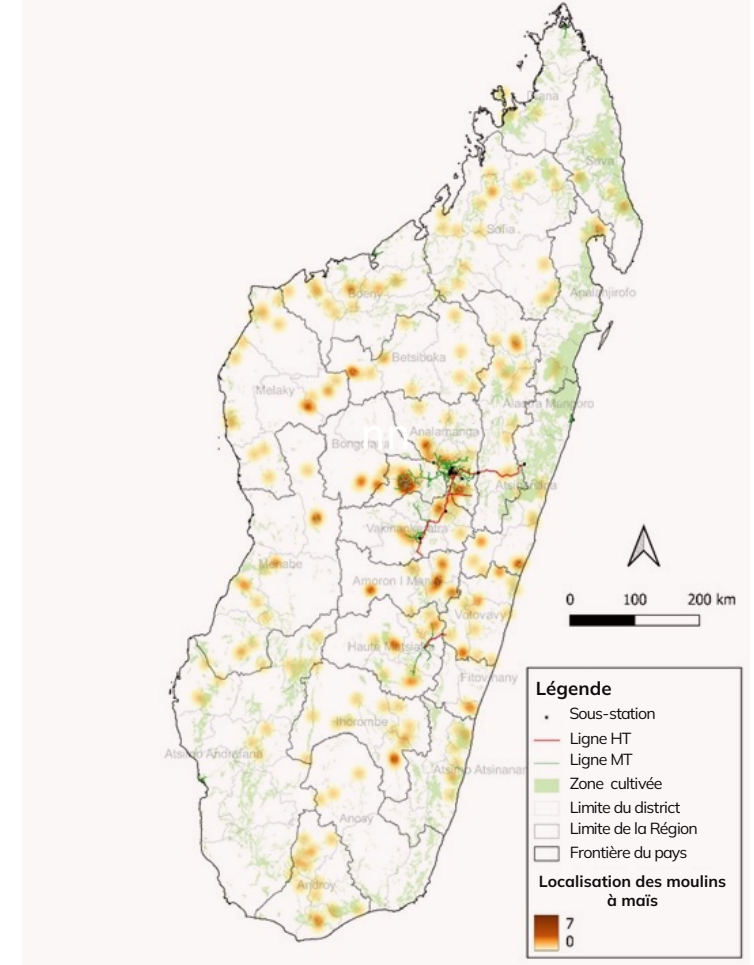 Diana
Sava
Sofia
Boeny
Analanjirofo
Betsiboka
Melaky
Alaotra Mangoro
Analamanga
Bongolava
nn
Atsinanana
Vakinankaratra
Menabe
Amoron I Mania
Vatovavy
Haute Matsiatra
Fitovinany
Ihorombe
Atsimo Andrefana
Atsimo Atsinanana
Anosy
Androy
0 100 200 km
Légende
Sous-station
Ligne HT
Ligne MT
Zone cultivée
Limite du district
Limite de la Région
Frontière du pays
Localisation des moulins
à maïs
7
0